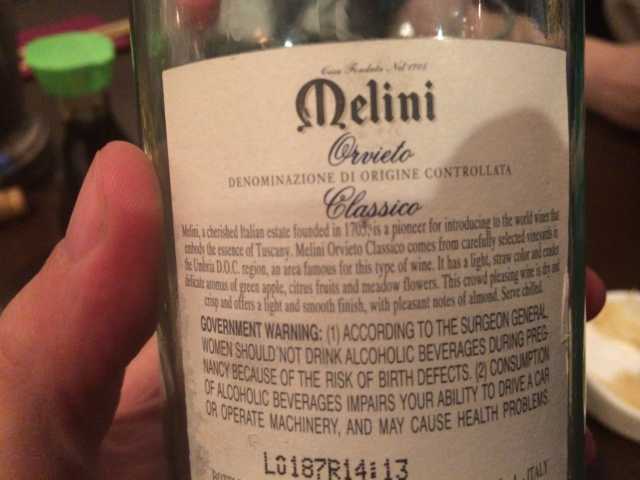 Casa Fondata Nel 1705
Melini
Orvieto
DENOMINAZIONE DI ORIGINE CONTROLLATA
Classico
Melini, a cherished Italian estate founded in 1705, is a pioneer for introducing to the world wines that
embody the essence of Tuscany. Melini Orvieto Classico comes from carefully selected vineyards in
the Umbria D.O.C. region, an area famous for this type of wine. It has a light, straw color and exudes
delicate aromas of green apple, citrus fruits and meadow flowers. This crowd pleasing wine is dry and
crisp and offers a light and smooth finish, with pleasant notes of almond. Serve chilled.
GOVERNMENT WARNING: (1) ACCORDING TO THE SURGEON GENERAL,
WOMEN SHOULD NOT DRINK ALCOHOLIC BEVERAGES DURING PREG-
NANCY BECAUSE OF THE RISK OF BIRTH DEFECTS. (2) CONSUMPTION
OF ALCOHOLIC BEVERAGES IMPAIRS YOUR ABILITY TO DRIVE A CAR
OR OPERATE MACHINERY, AND MAY CAUSE HEALTH PROBLEMS.
L0187R14:13
ITALY